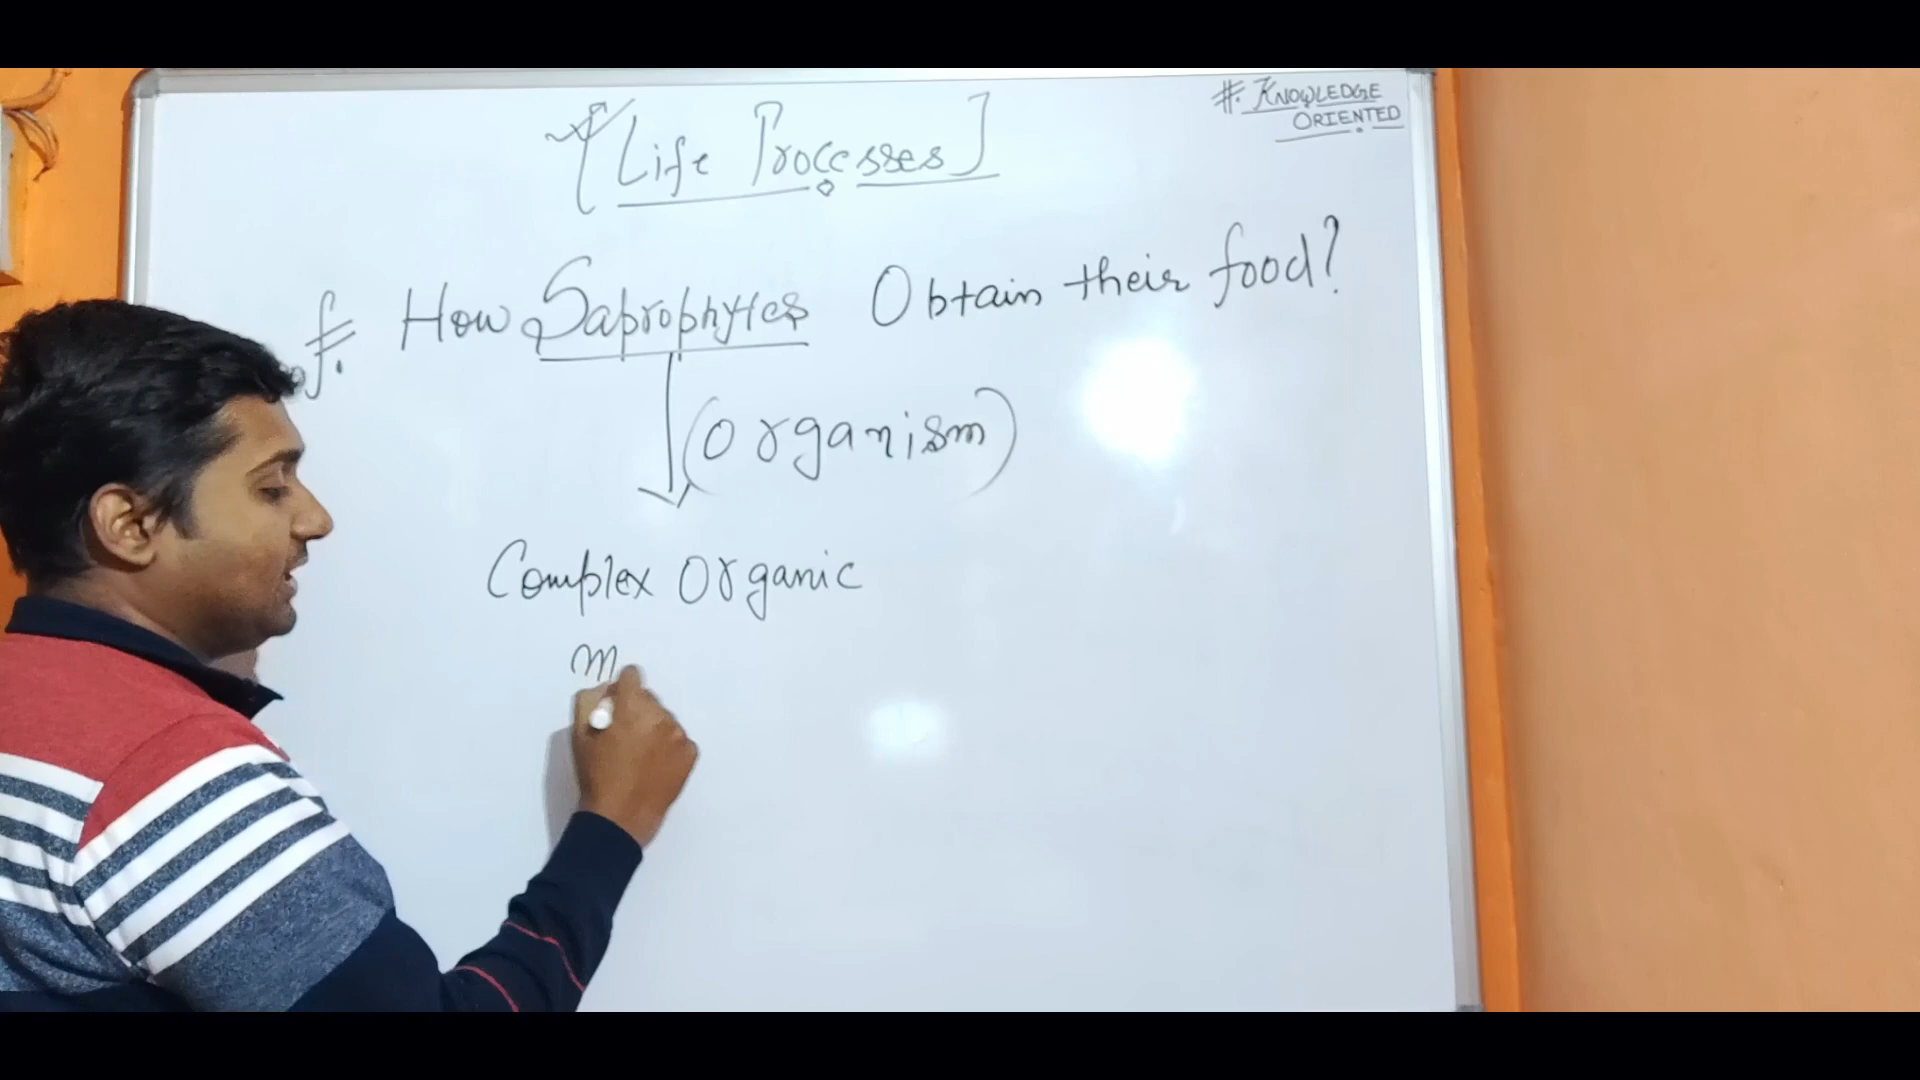 #. KNOWLEDGE
ORIENTED
[Life Processes]
#. How Saprophytes Obtain their food?
(Organism)
Complex Organic
m